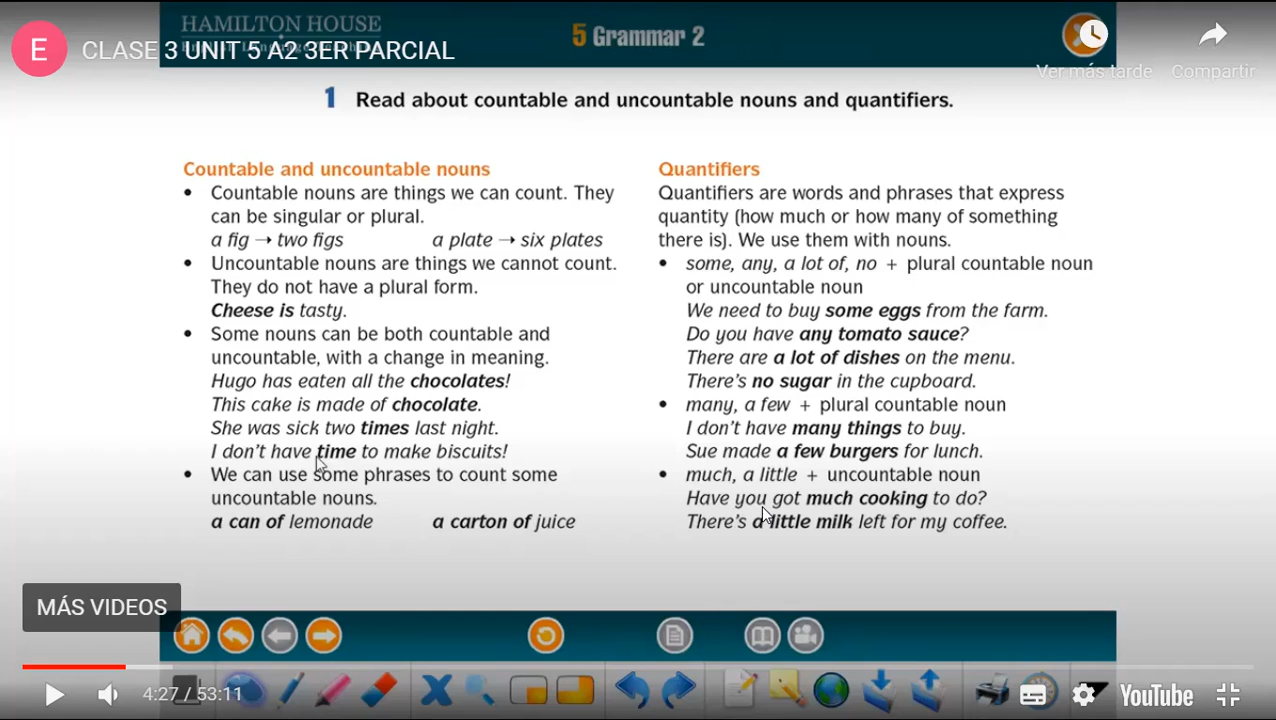 HAMILTON HOUSE
5 Grammar 2
E
CLASE 3 UNIT 5 A2 3ER PARCIAL
Ver más tarde
Compartir
1 Read about countable and uncountable nouns and quantifiers.
Countable and uncountable nouns
• Countable nouns are things we can count. They
can be singular or plural.
a fig → two figs a plate → six plates
• Uncountable nouns are things we cannot count.
They do not have a plural form.
Cheese is tasty.
• Some nouns can be both countable and
uncountable, with a change in meaning.
Hugo has eaten all the chocolates!
This cake is made of chocolate.
She was sick two times last night.
I don't have time to make biscuits!
• We can use some phrases to count some
uncountable nouns.
a can of lemonade a carton of juice
Quantifiers
Quantifiers are words and phrases that express
quantity (how much or how many of something
there is). We use them with nouns.
• some, any, a lot of, no + plural countable noun
or uncountable noun
We need to buy some eggs from the farm.
Do you have any tomato sauce?
There are a lot of dishes on the menu.
There's no sugar in the cupboard.
• many, a few + plural countable noun
I don't have many things to buy.
Sue made a few burgers for lunch.
• much, a little + uncountable noun
Have you got much cooking to do?
There's a little milk left for my coffee.
MÁS VIDEOS
4:27 / 53:11
YouTube